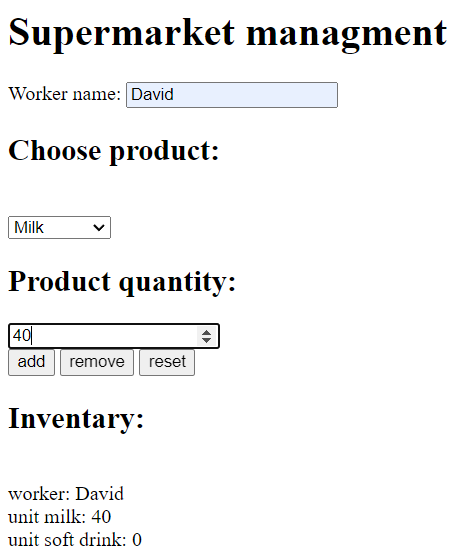 Supermarket managment
Worker name: David
Choose product:
Milk
Product quantity:
40
add remove reset
Inventary:
worker: David
unit milk: 40
unit soft drink: 0